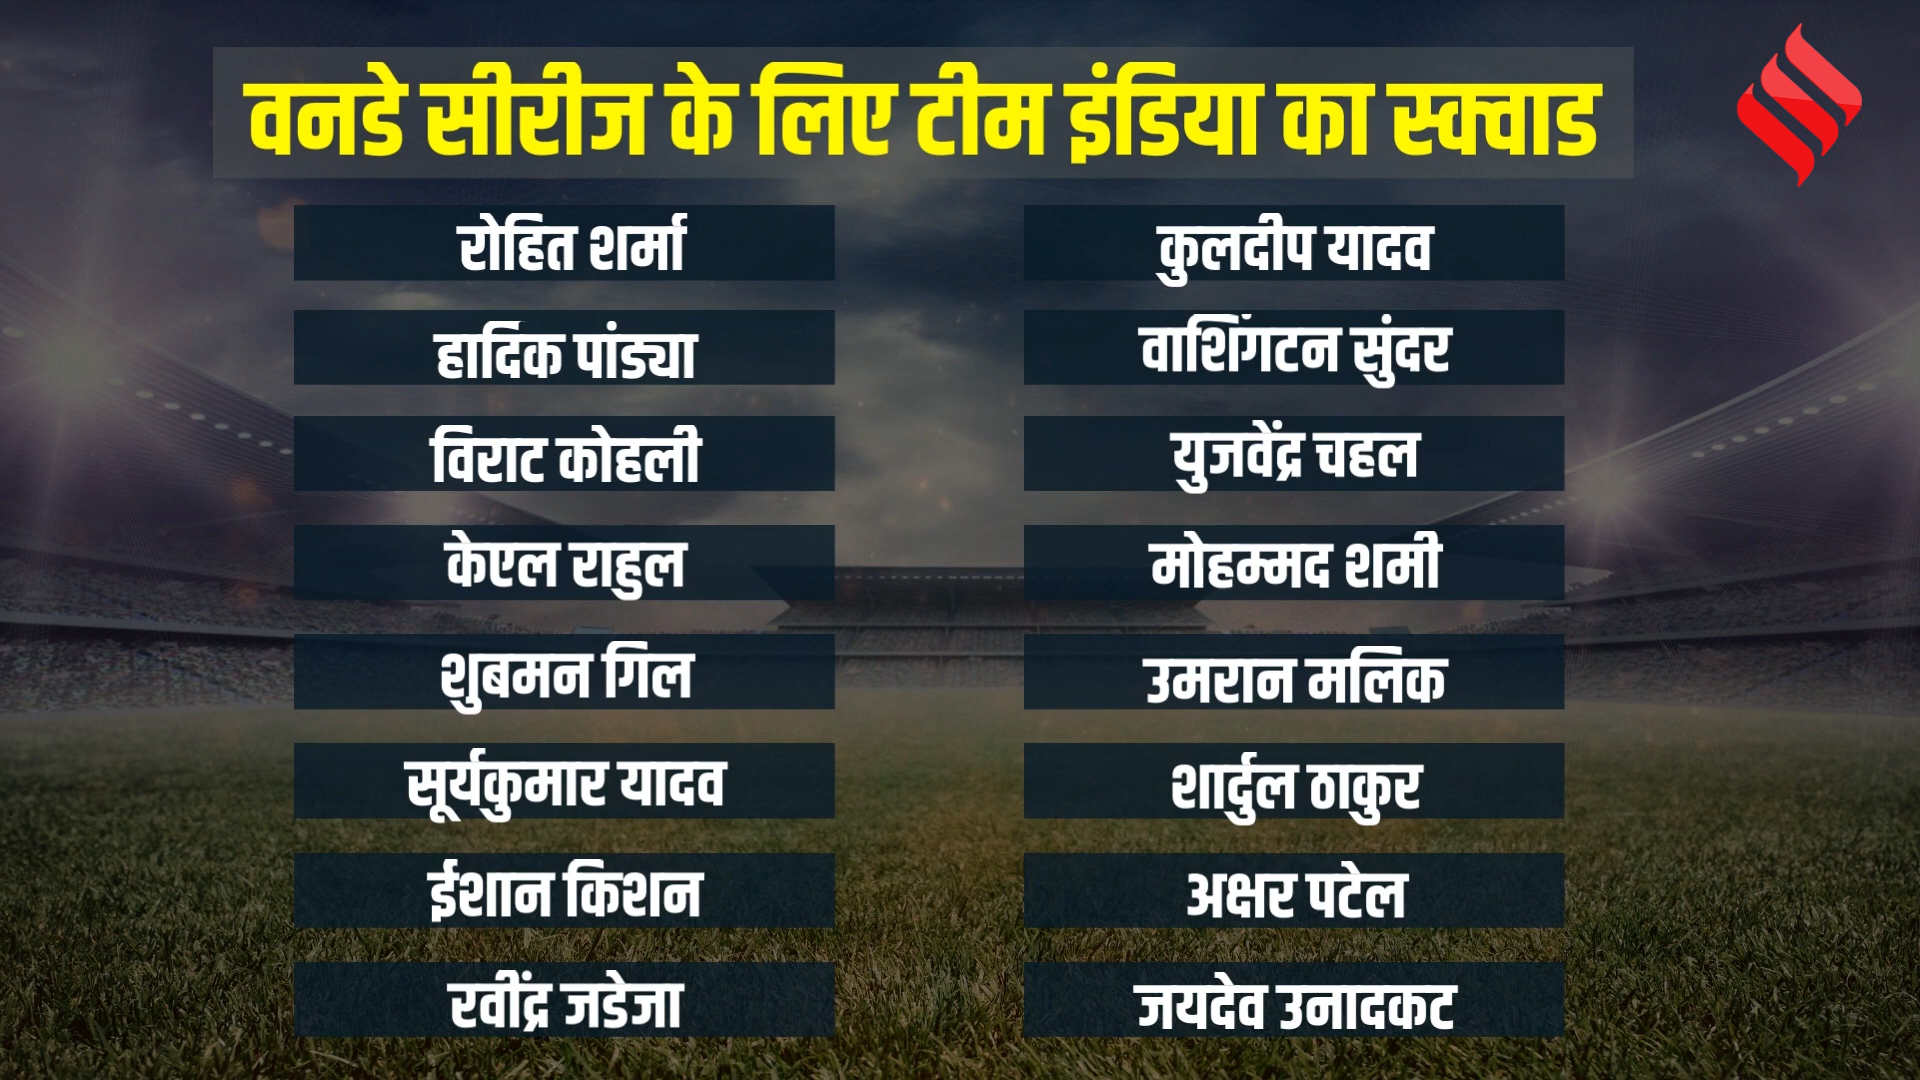 वनडे सीरीज के लिए टीम इंडिया का स्क्वाड
रोहित शर्मा
हार्दिक पांड्या
विराट कोहली
केएल राहुल
शुबमन गिल
सूर्यकुमार यादव
ईशान किशन
रवींद्र जडेजा
कुलदीप यादव
वाशिंगटन सुंदर
युजवेंद्र चहल
मोहम्मद शमी
उमरान मलिक
शार्दुल ठाकुर
अक्षर पटेल
जयदेव उनादकट